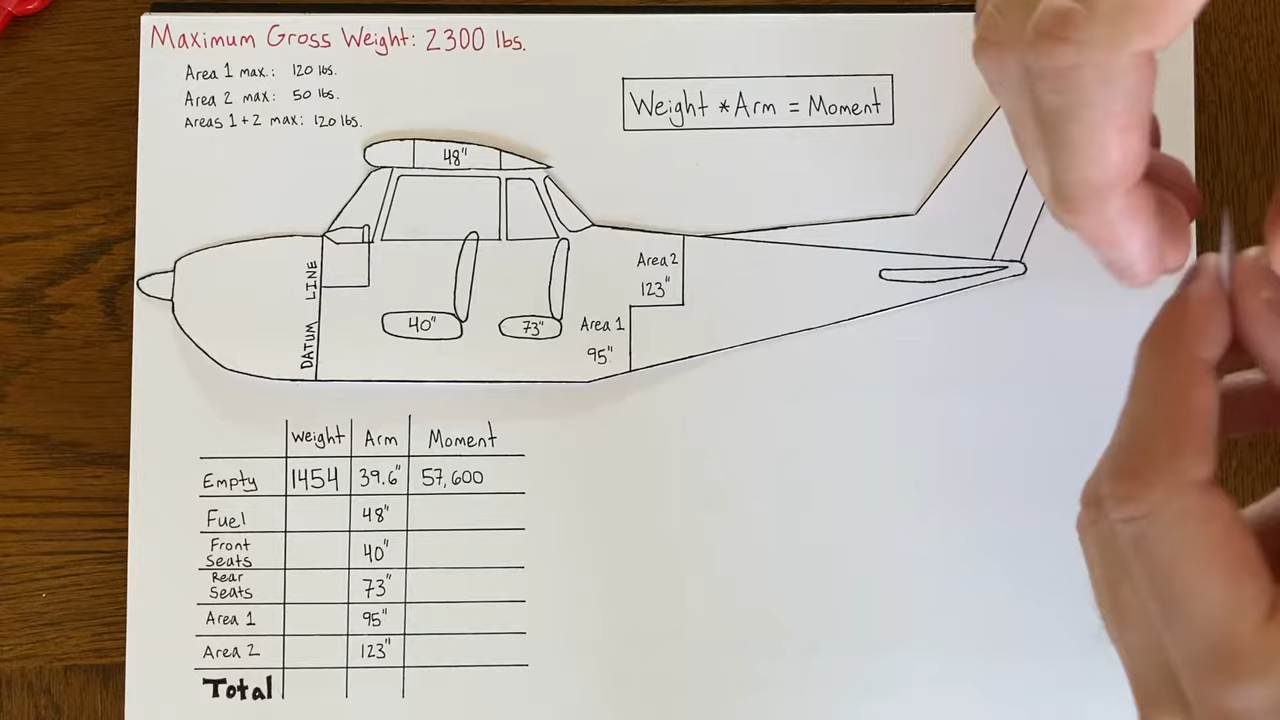 Maximum Gross Weight: 2300 lbs.
Area 1 max.: 120 lbs.
Area 2 max: 50 lbs.
Areas 1+2 max: 120 lbs.
Weight * Arm = Moment
48"
DATUM LINE
40"
73"
Area 2
123"
Area 1
95"
Weight Arm Moment
Empty 1454 39.6" 57,600
Fuel 48"
Front Seats 40"
Rear Seats 73"
Area 1 95"
Area 2 123"
Total